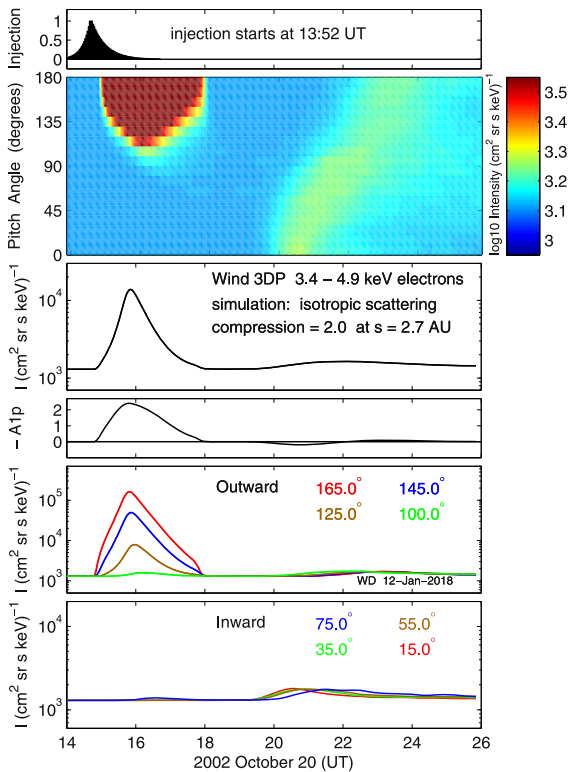 Injection
1
0.5
0
injection starts at 13:52 UT
Pitch Angle (degrees)
180
135
90
45
0
log10 Intensity (cm² sr s keV)⁻¹
3.5
3.4
3.3
3.2
3.1
3
I (cm² sr s keV)⁻¹
10⁴
10³
Wind 3DP 3.4 − 4.9 keV electrons
simulation: isotropic scattering
compression = 2.0 at s = 2.7 AU
− A1p
2
1
0
I (cm² sr s keV)⁻¹
10⁵
10⁴
10³
Outward
165.0° 145.0°
125.0° 100.0°
WD 12−Jan−2018
I (cm² sr s keV)⁻¹
10⁴
10³
Inward
75.0° 55.0°
35.0° 15.0°
14 16 18 20 22 24 26
2002 October 20 (UT)